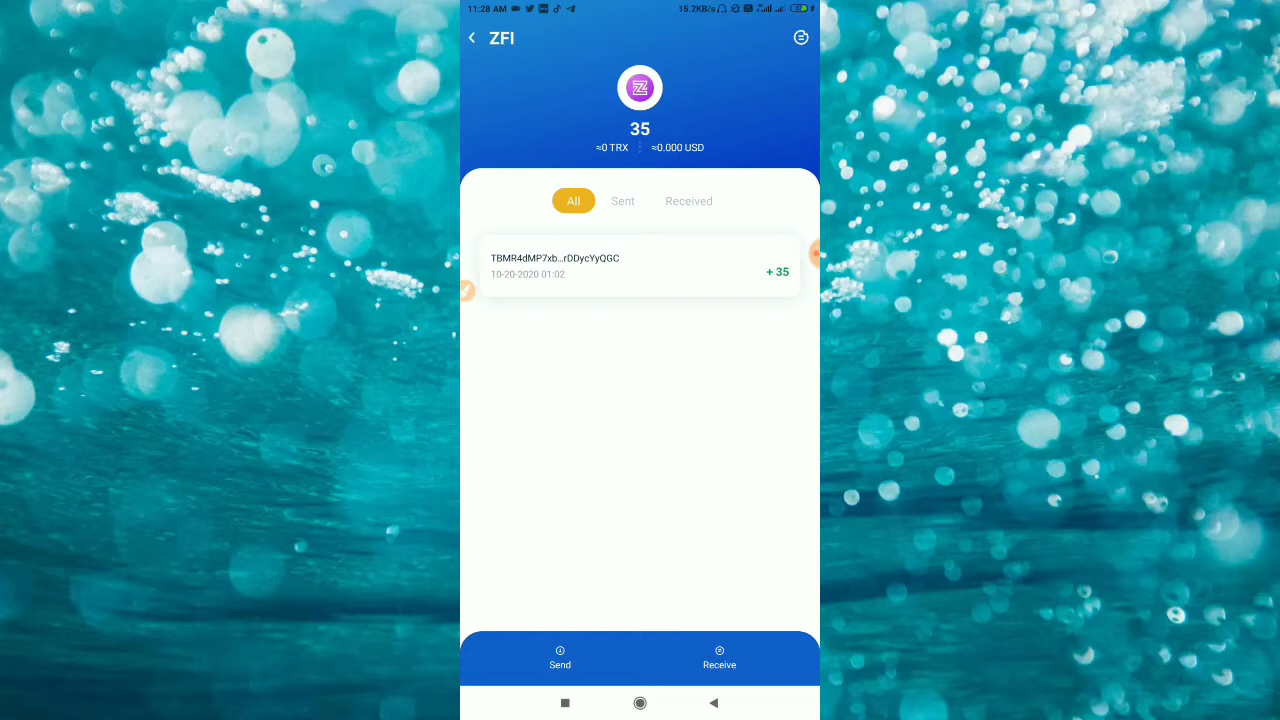 11:28 AM
15.2KB/s
ZFI
35
≈0 TRX ≈0.000 USD
All Sent Received
TBMR4dMP7xb...rDDycYyQGC
10-20-2020 01:02
+ 35
Send Receive